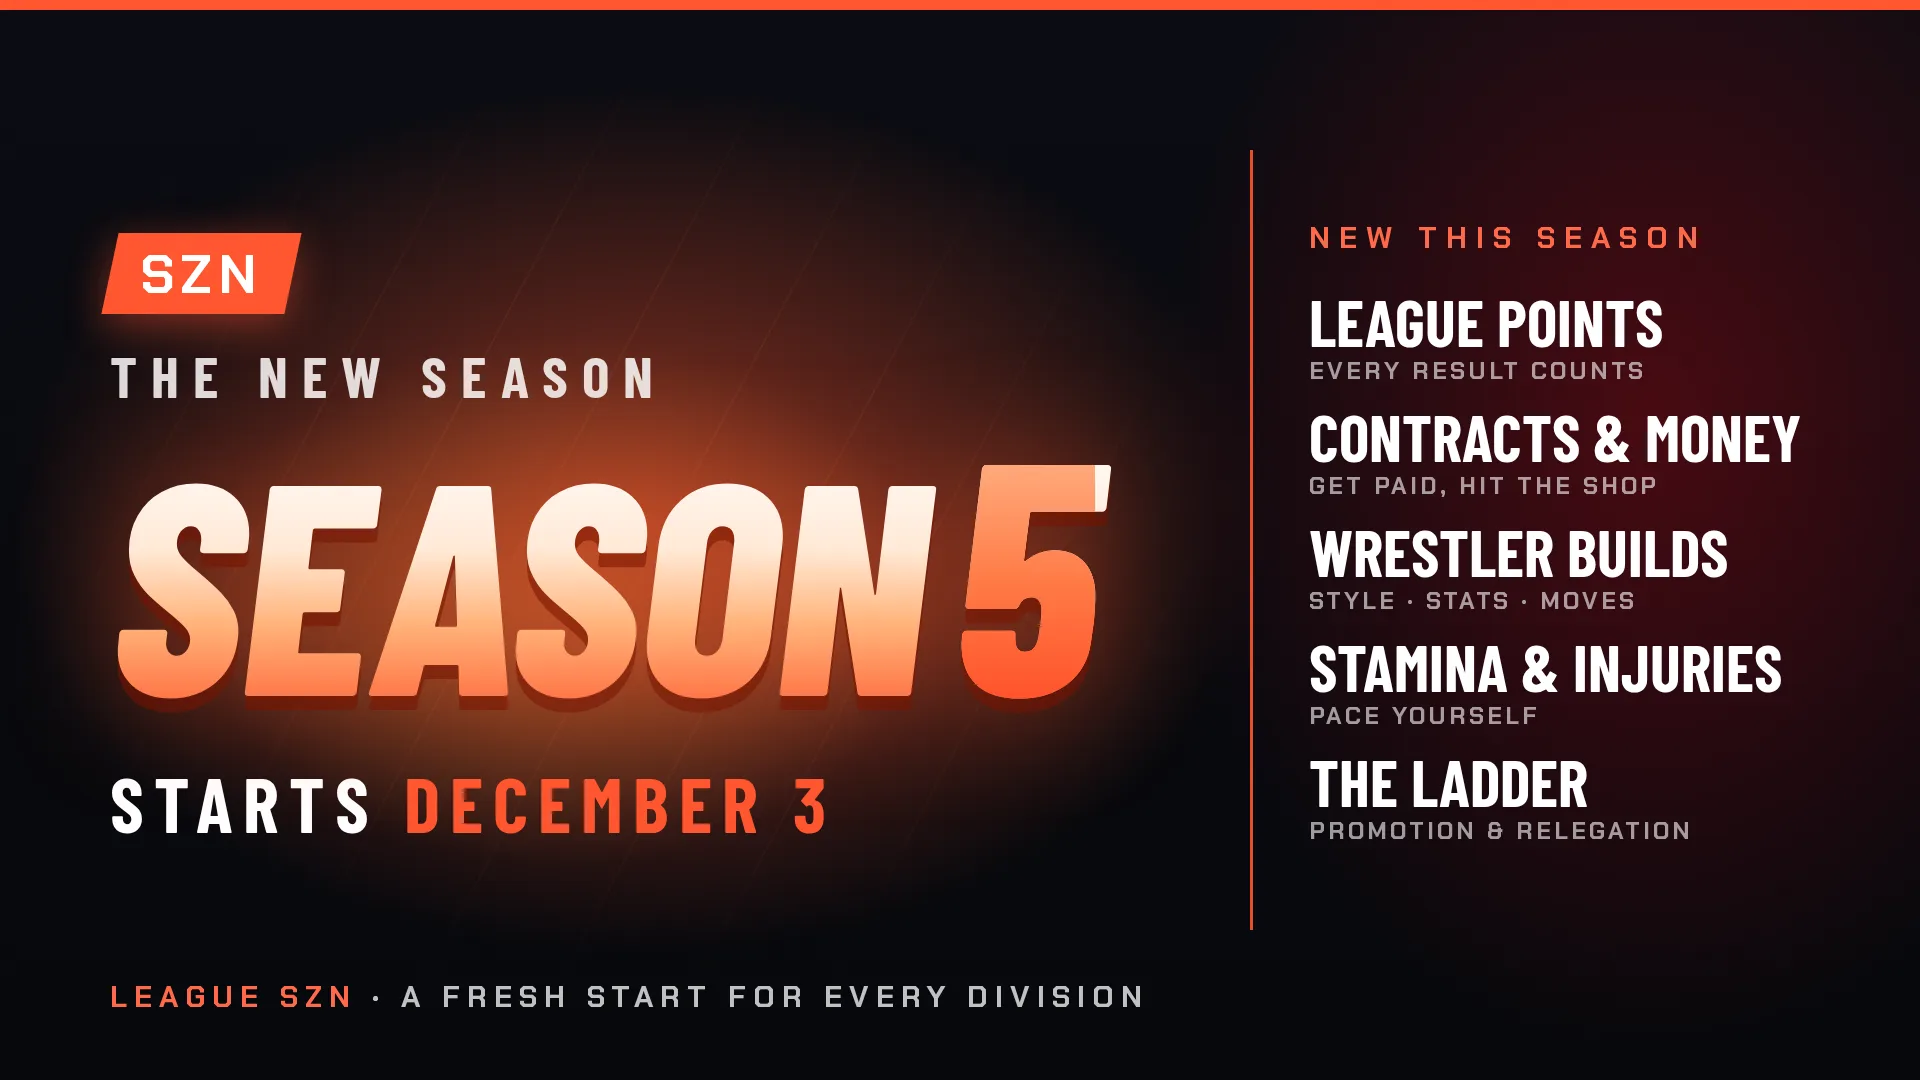 SZN
THE NEW SEASON
SEASON 5
STARTS DECEMBER 3
LEAGUE SZN · A FRESH START FOR EVERY DIVISION
NEW THIS SEASON
LEAGUE POINTS
EVERY RESULT COUNTS
CONTRACTS & MONEY
GET PAID, HIT THE SHOP
WRESTLER BUILDS
STYLE · STATS · MOVES
STAMINA & INJURIES
PACE YOURSELF
THE LADDER
PROMOTION & RELEGATION